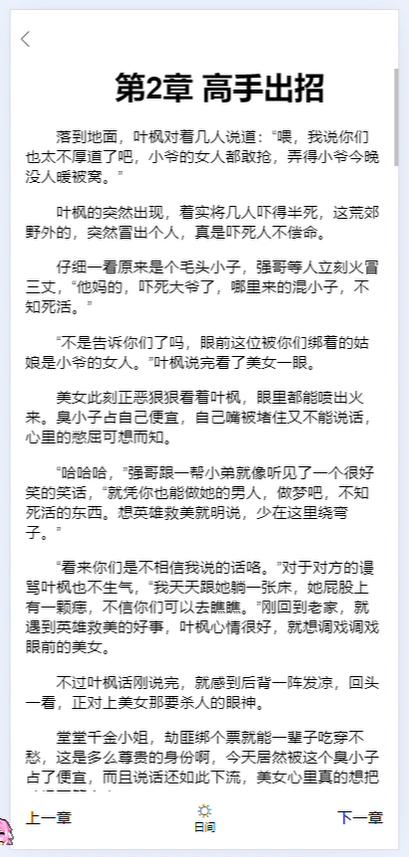 第2章 高手出招
落到地面，叶枫对着几人说道：“喂，我说你们
也太不厚道了吧，小爷的女人都敢抢，弄得小爷今晚
没人暖被窝。”
叶枫的突然出现，着实将几人吓得半死，这荒郊
野外的，突然冒出个人，真是吓死人不偿命。
仔细一看原来是个毛头小子，强哥等人立刻火冒
三丈，“他妈的，吓死大爷了，哪里来的混小子，不
知死活。”
“不是告诉你们了吗，眼前这位被你们绑着的姑
娘是小爷的女人。”叶枫说完看了美女一眼。
美女此刻正恶狠狠看着叶枫，眼里都能喷出火
来。臭小子占自己便宜，自己嘴被堵住又不能说话，
心里的憋屈可想而知。
“哈哈哈，”强哥跟一帮小弟就像听见了一个很好
笑的笑话，“就凭你也能做她的男人，做梦吧，不知
死活的东西。想英雄救美就明说，少在这里绕弯
子。”
“看来你们是不相信我说的话咯。”对于对方的谩
骂叶枫也不生气，“我天天跟她躺一张床，她屁股上
有一颗痣，不信你们可以去瞧瞧。”刚回到老家，就
遇到英雄救美的好事，叶枫心情很好，就想调戏调戏
眼前的美女。
不过叶枫话刚说完，就感到后背一阵发凉，回头
一看，正对上美女那要杀人的眼神。
堂堂千金小姐，劫匪绑个票就能一辈子吃穿不
愁，这是多么尊贵的身份啊，今天居然被这个臭小子
占了便宜，而且说话还如此下流，美女心里真的想把
上一章
日间
下一章